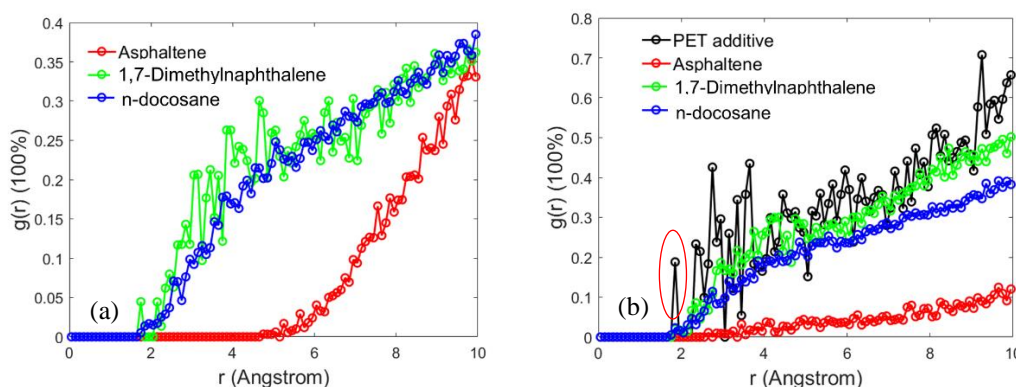 0.4
0.35
0.3
0.25
0.2
0.15
0.1
0.05
0
g(r) (100%)
Asphaltene
1,7-Dimethylnaphthalene
n-docosane
(a)
0 2 4 6 8 10
r (Angstrom)
0.8
0.7
0.6
0.5
0.4
0.3
0.2
0.1
0
g(r) (100%)
PET additive
Asphaltene
1,7-Dimethylnaphthalene
n-docosane
(b)
0 2 4 6 8 10
r (Angstrom)